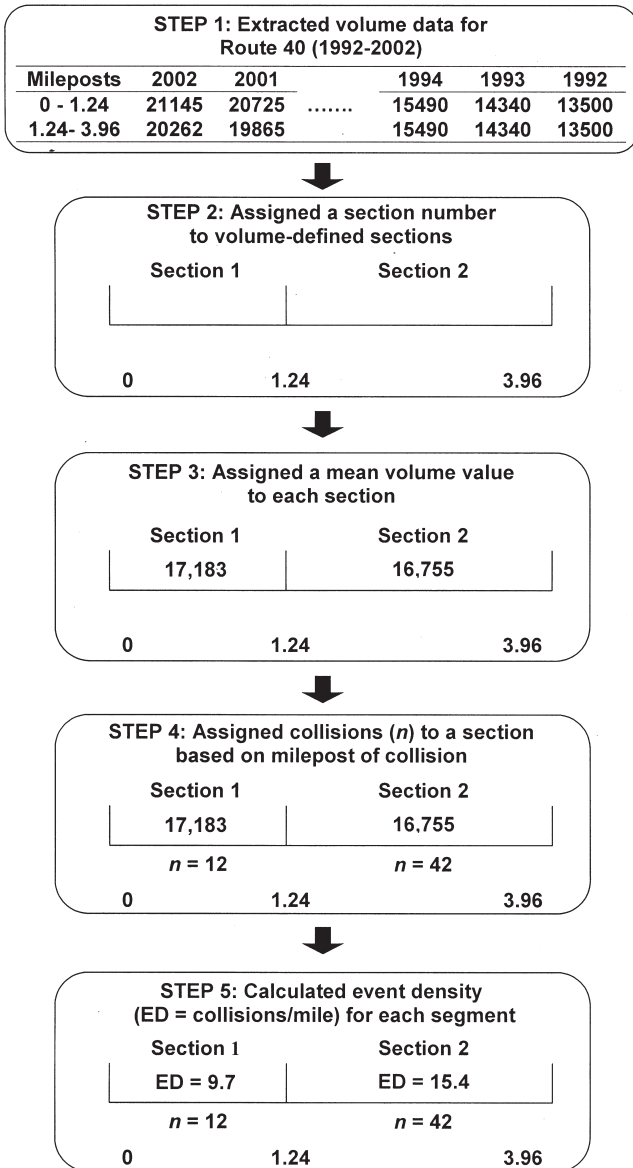 STEP 1: Extracted volume data for
Route 40 (1992-2002)
Mileposts 2002 2001 1994 1993 1992
0 - 1.24 21145 20725 ....... 15490 14340 13500
1.24- 3.96 20262 19865 15490 14340 13500
STEP 2: Assigned a section number
to volume-defined sections
Section 1 Section 2
0 1.24 3.96
STEP 3: Assigned a mean volume value
to each section
Section 1 Section 2
17,183 16,755
0 1.24 3.96
STEP 4: Assigned collisions (n) to a section
based on milepost of collision
Section 1 Section 2
17,183 16,755
n = 12 n = 42
0 1.24 3.96
STEP 5: Calculated event density
(ED = collisions/mile) for each segment
Section 1 Section 2
ED = 9.7 ED = 15.4
n = 12 n = 42
0 1.24 3.96